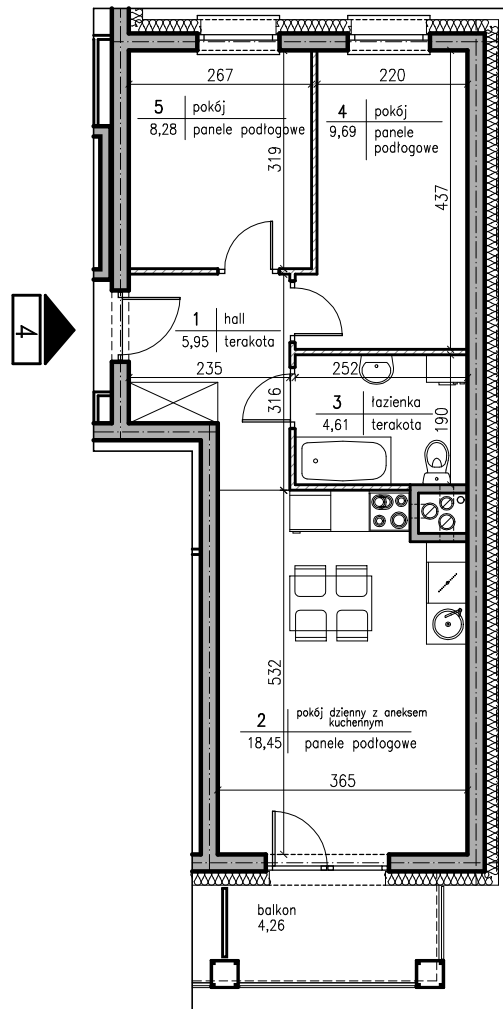 267
220
5 pokój
8,28 panele podłogowe
4 pokój
9,69 panele
podłogowe
319
437
4
1 hall
5,95 terakota
235
252
316
3 łazienka
4,61 terakota
190
532
2 pokój dzienny z aneksem
kuchennym
18,45 panele podłogowe
365
balkon
4,26